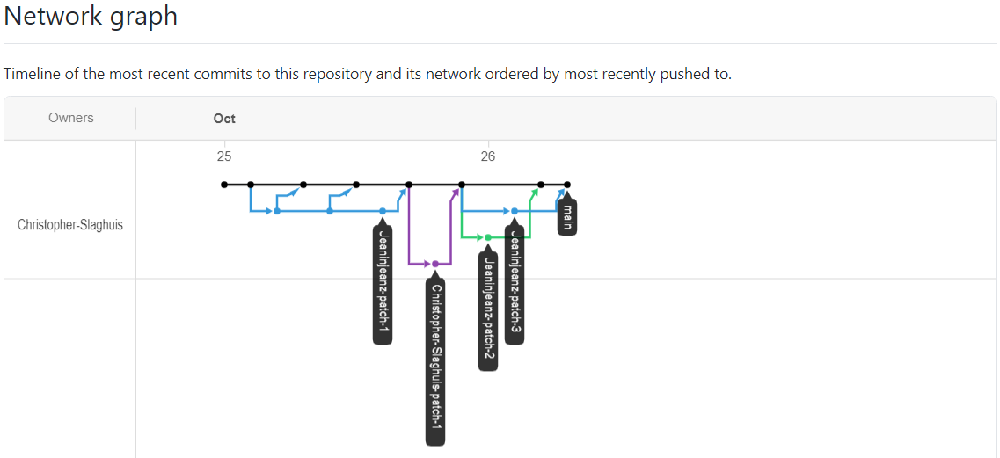 Network graph
Timeline of the most recent commits to this repository and its network ordered by most recently pushed to.
Owners
Oct
25
26
Christopher-Slaghuis
main
Jeaninjeanz-patch-1
Christopher-Slaghuis-patch-1
Jeaninjeanz-patch-2
Jeaninjeanz-patch-3